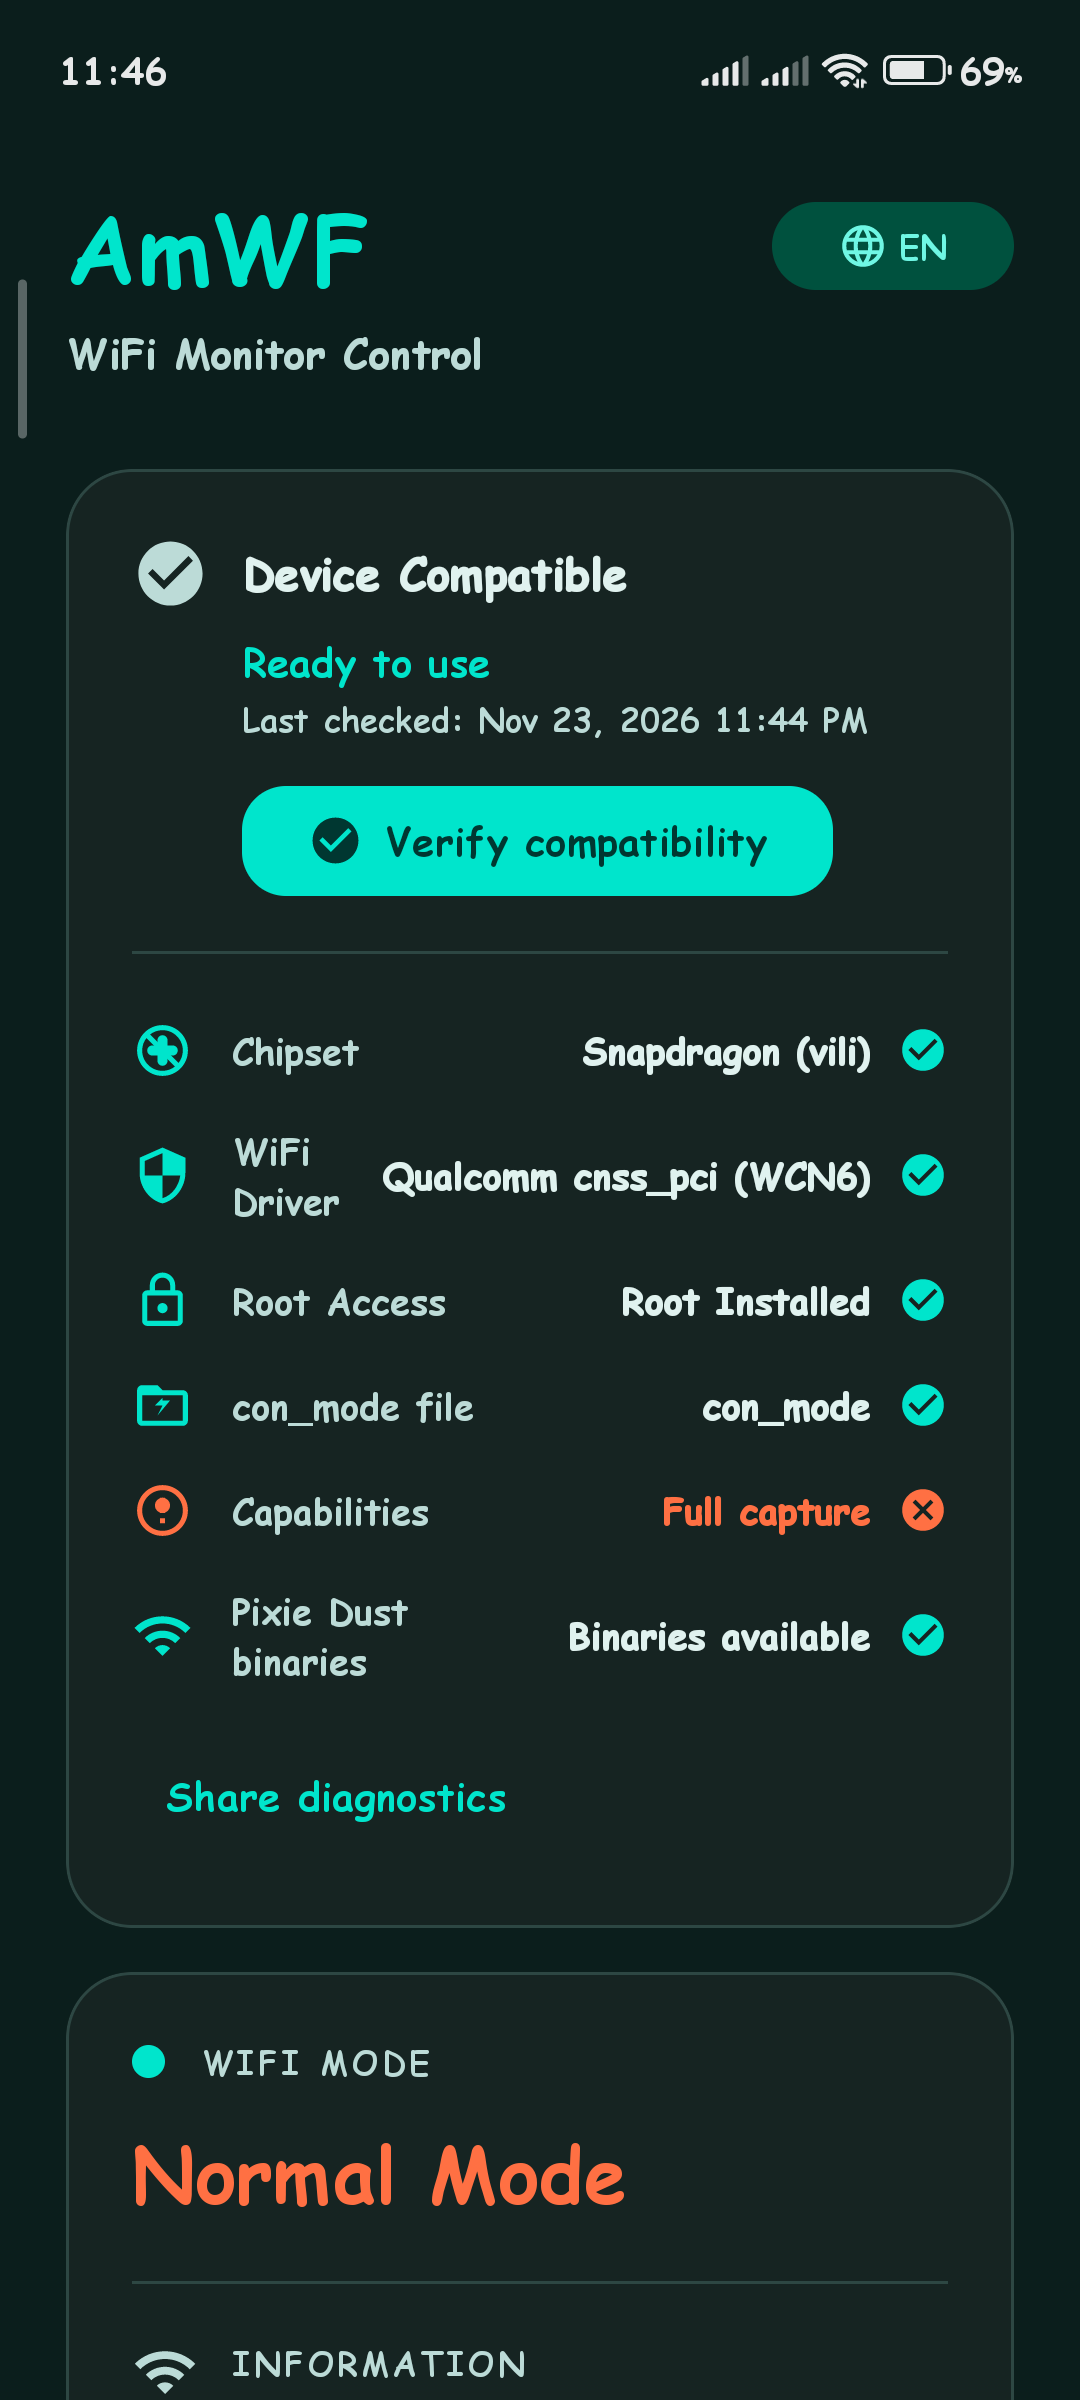 11:46
69%
AmWF
EN
WiFi Monitor Control
Device Compatible
Ready to use
Last checked: Nov 23, 2026 11:44 PM
Verify compatibility
Chipset Snapdragon (vili)
WiFi
Driver
Qualcomm cnss_pci (WCN6)
Root Access Root Installed
con_mode file con_mode
Capabilities Full capture
Pixie Dust
binaries
Binaries available
Share diagnostics
WIFI MODE
Normal Mode
INFORMATION